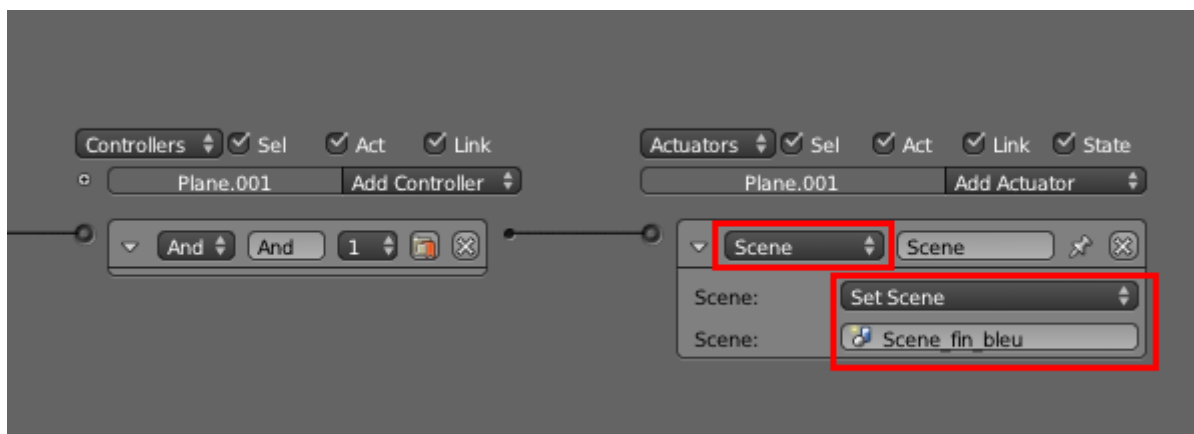 Controllers Sel Act Link Actuators Sel Act Link State
Plane.001 Add Controller Plane.001 Add Actuator
And And 1 Scene Scene
Scene: Set Scene
Scene: Scene_fin_bleu